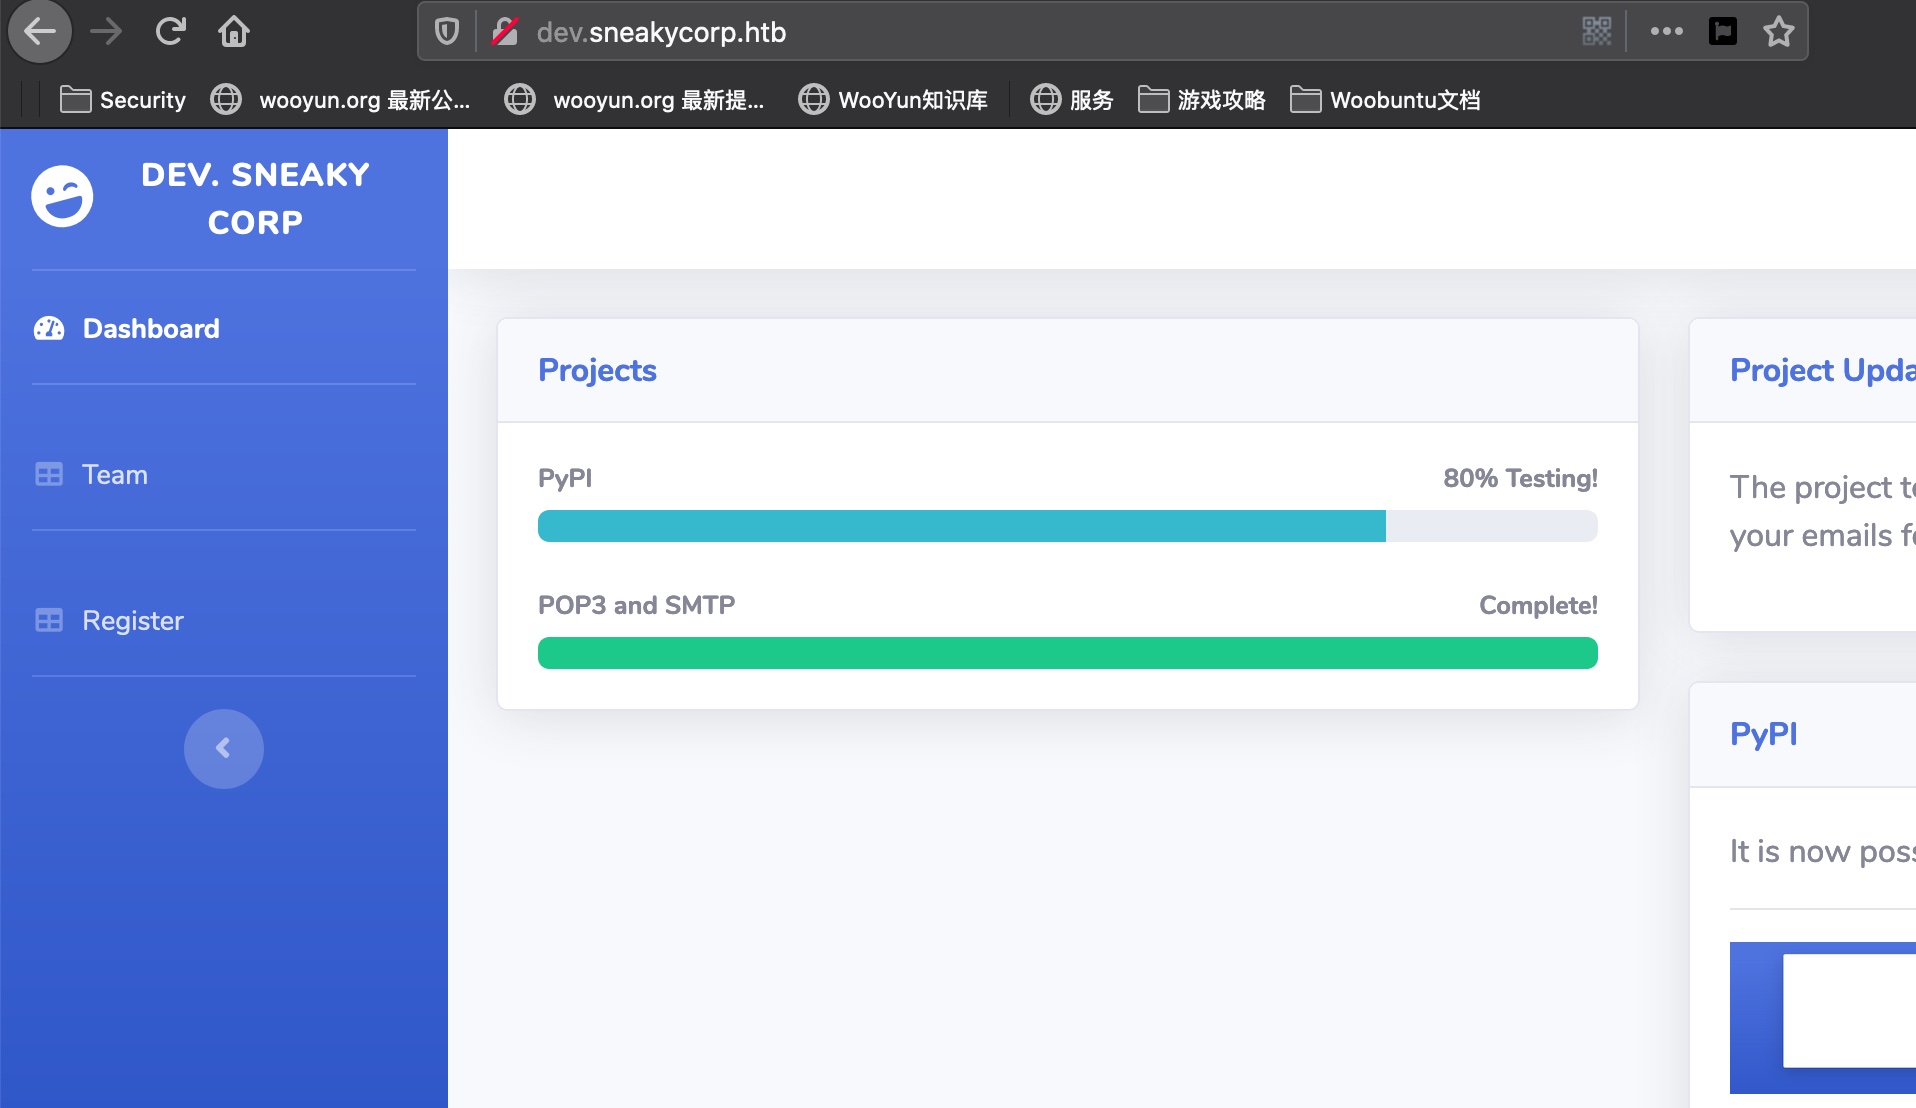 dev.sneakycorp.htb
Security
wooyun.org 最新公...
wooyun.org 最新提...
WooYun知识库
服务
游戏攻略
Woobuntu文档
DEV. SNEAKY
CORP
Dashboard
Team
Register
Projects
PyPI
80% Testing!
POP3 and SMTP
Complete!
Project Upda
The project te
your emails fo
PyPI
It is now poss